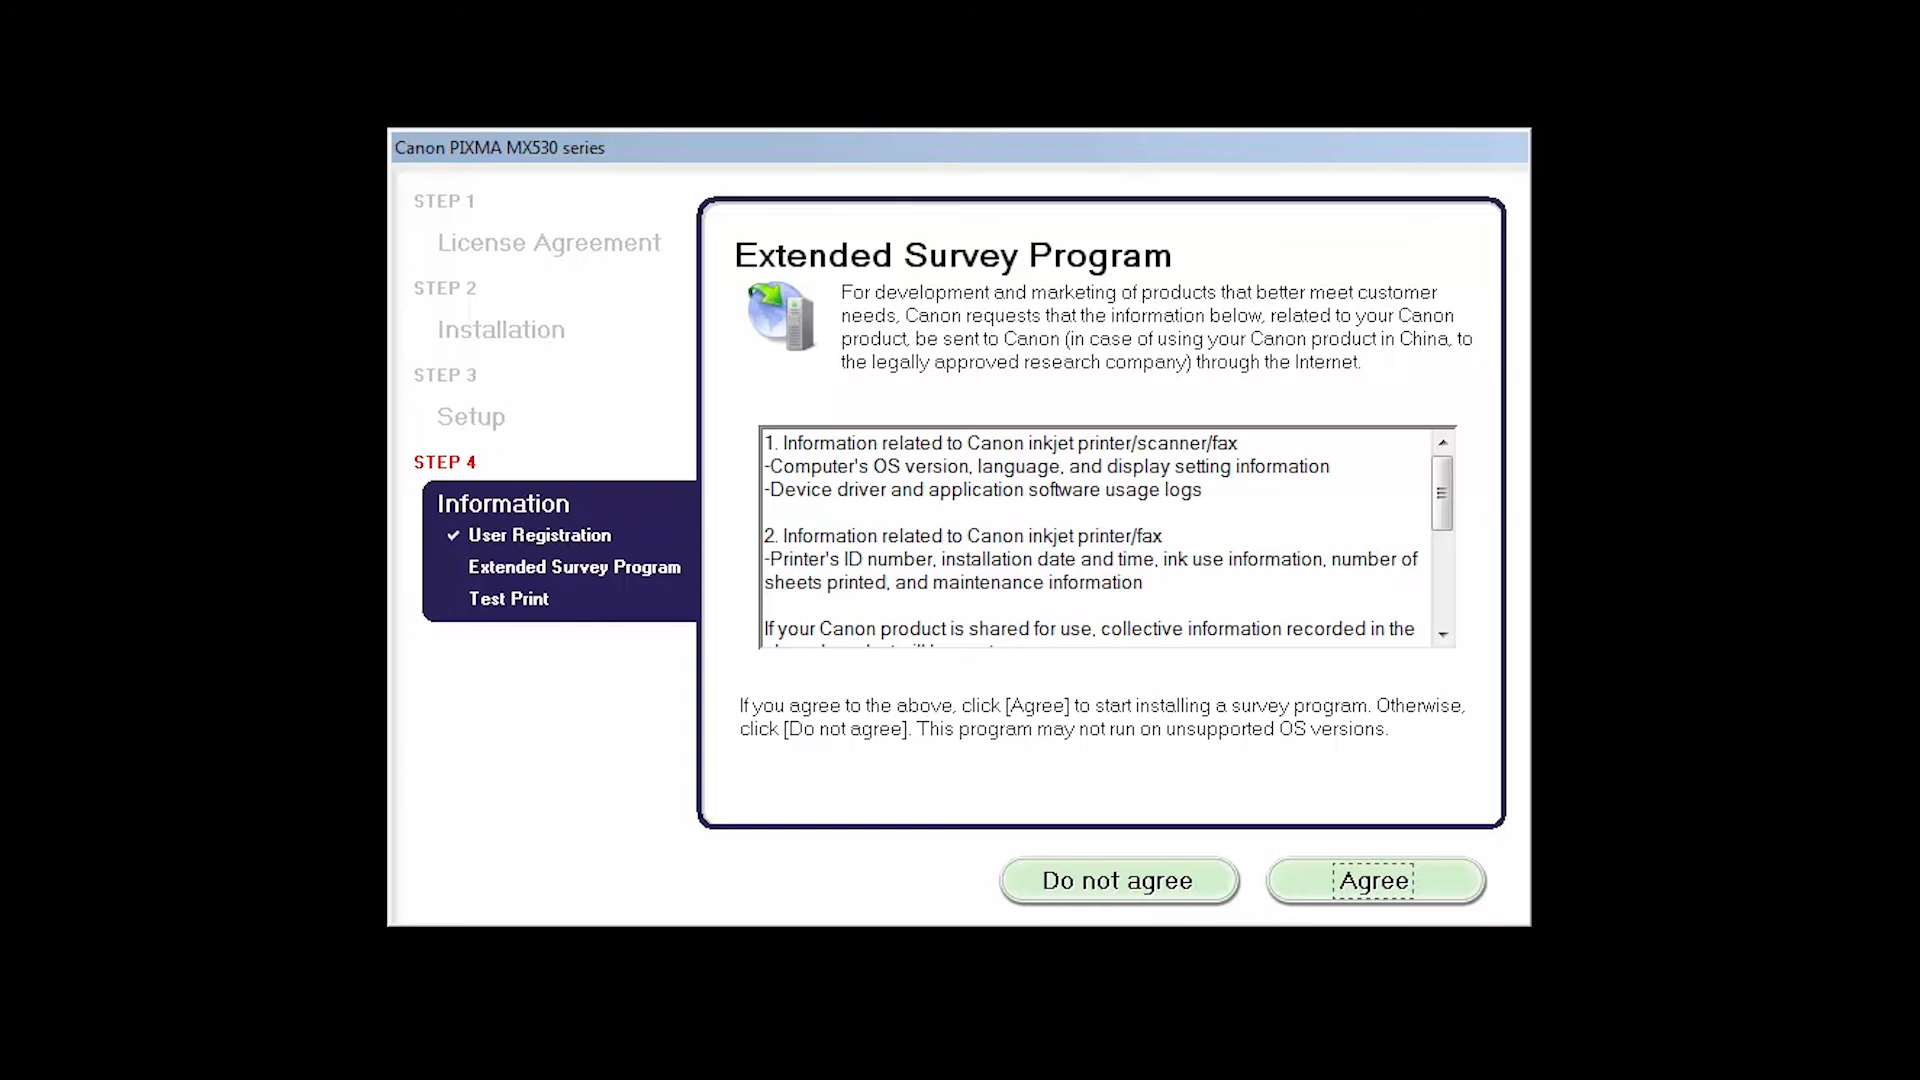 Canon PIXMA MX530 series
STEP 1
License Agreement
STEP 2
Installation
STEP 3
Setup
STEP 4
Information
User Registration
Extended Survey Program
Test Print
Extended Survey Program
For development and marketing of products that better meet customer
needs, Canon requests that the information below, related to your Canon
product, be sent to Canon (in case of using your Canon product in China, to
the legally approved research company) through the Internet.
1. Information related to Canon inkjet printer/scanner/fax
-Computer's OS version, language, and display setting information
-Device driver and application software usage logs
2. Information related to Canon inkjet printer/fax
-Printer's ID number, installation date and time, ink use information, number of
sheets printed, and maintenance information
If your Canon product is shared for use, collective information recorded in the
If you agree to the above, click [Agree] to start installing a survey program. Otherwise,
click [Do not agree]. This program may not run on unsupported OS versions.
Do not agree
Agree